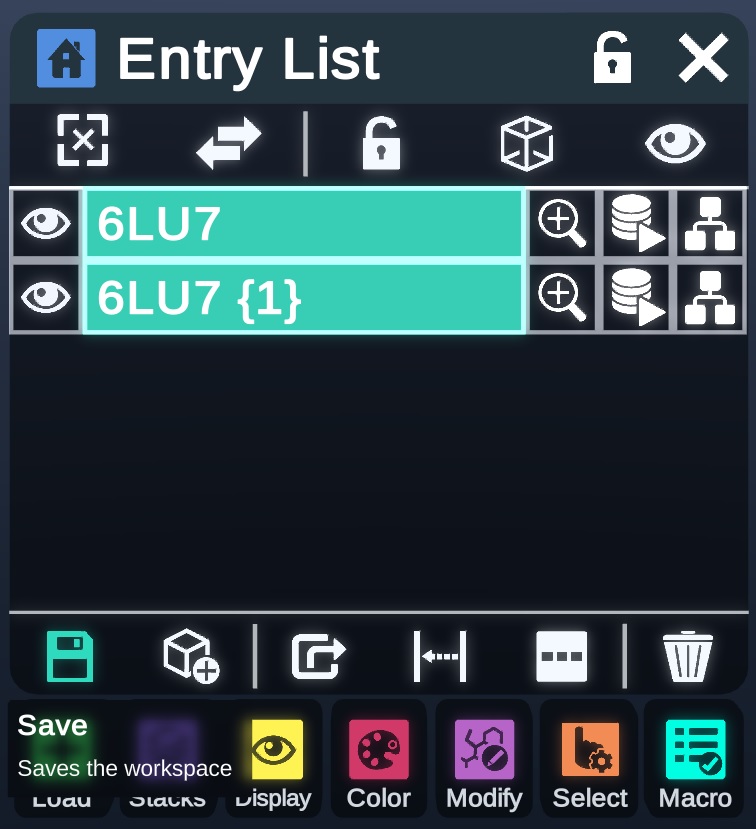 Entry List
6LU7
6LU7 {1}
Save
Saves the workspace
Load Stacks Display Color Modify Select Macro